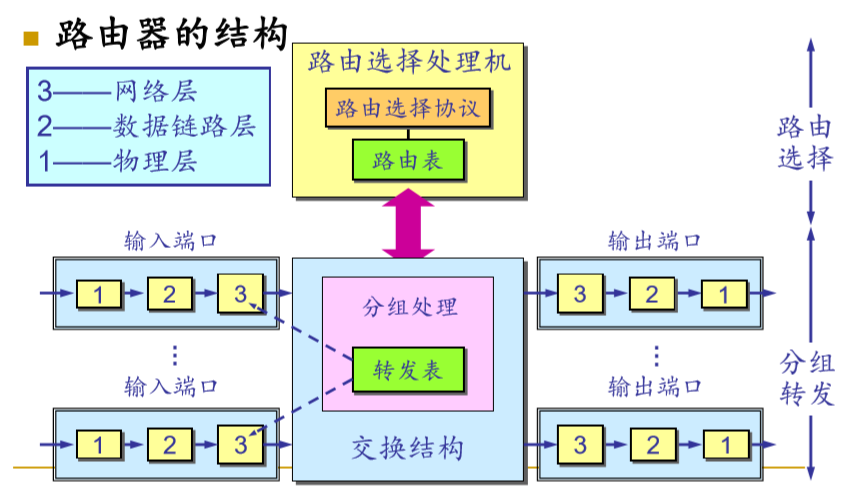 路由器的结构
3——网络层
2——数据链路层
1——物理层
路由选择处理机
路由选择协议
路由表
路由
选择
输入端口
1 2 3
输入端口
1 2 3
分组处理
转发表
交换结构
输出端口
3 2 1
输出端口
3 2 1
分组
转发